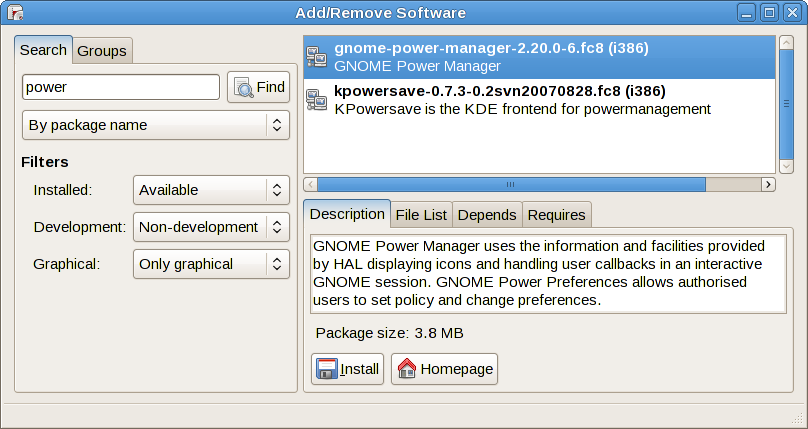 Add/Remove Software
Search
Groups
power
Find
By package name
Filters
Installed:
Available
Development:
Non-development
Graphical:
Only graphical
gnome-power-manager-2.20.0-6.fc8 (i386)
GNOME Power Manager
kpowersave-0.7.3-0.2svn20070828.fc8 (i386)
KPowersave is the KDE frontend for powermanagement
Description
File List
Depends
Requires
GNOME Power Manager uses the information and facilities provided
by HAL displaying icons and handling user callbacks in an interactive
GNOME session. GNOME Power Preferences allows authorised
users to set policy and change preferences.
Package size: 3.8 MB
Install
Homepage